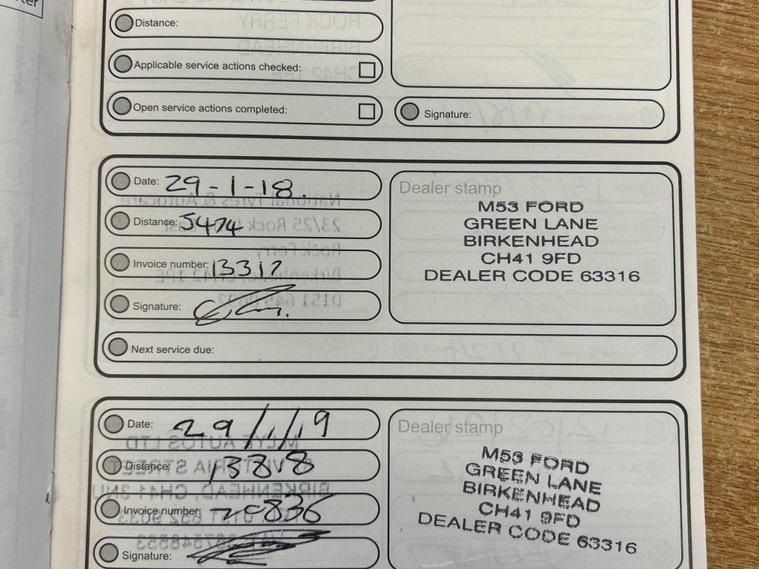 Distance:
Applicable service actions checked:
Open service actions completed:
Signature:
Date: 29-1-18.
Distance: 5474
Invoice number: 13317
Signature:
Next service due:
Dealer stamp
M53 FORD
GREEN LANE
BIRKENHEAD
CH41 9FD
DEALER CODE 63316
Date: 29/1/19
Distance: 13818
Invoice number: 20836
Signature:
Dealer stamp
M53 FORD
GREEN LANE
BIRKENHEAD
CH41 9FD
DEALER CODE 63316